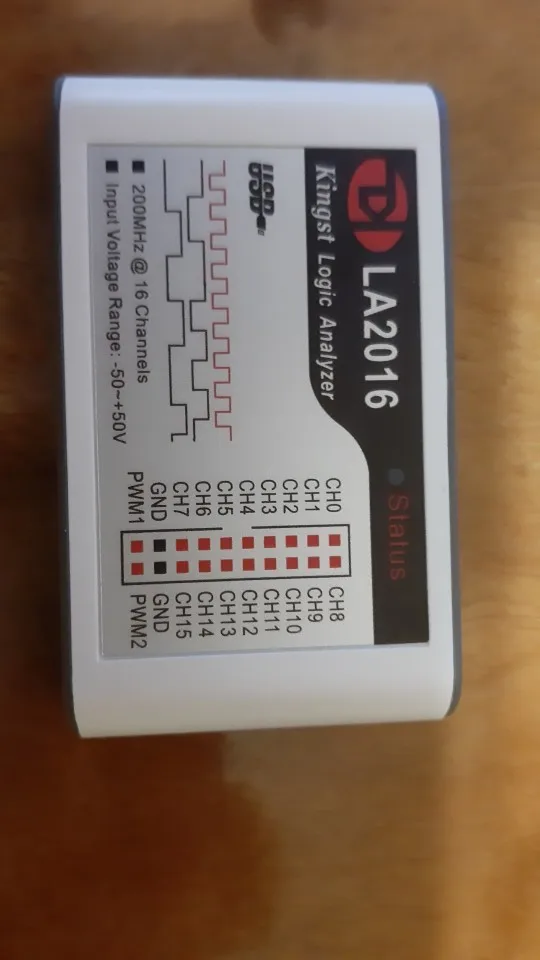 LA2016
Kingst Logic Analyzer
Status
USB
200MHz @ 16 Channels
Input Voltage Range: -50~+50V
CH0 CH8
CH1 CH9
CH2 CH10
CH3 CH11
CH4 CH12
CH5 CH13
CH6 CH14
CH7 CH15
GND GND
PWM1 PWM2